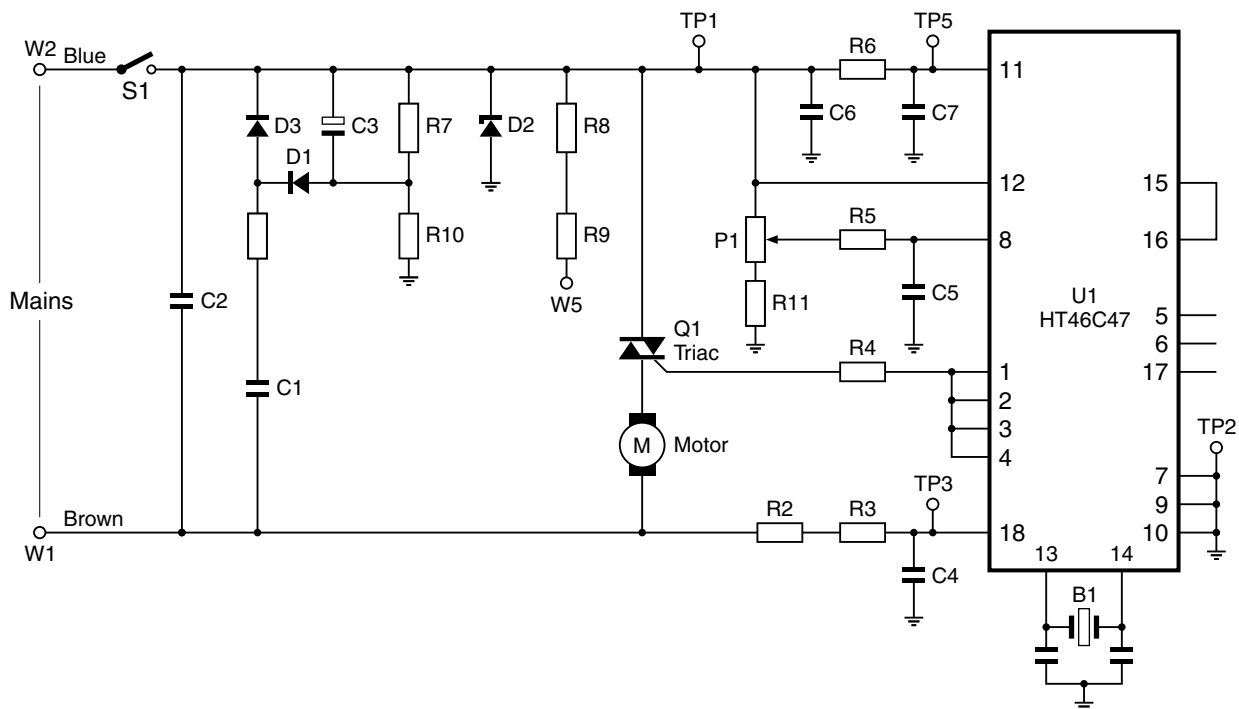 TP1
TP5
W2 Blue
S1
R6
11
D3
C3
R7
D2
R8
C6
C7
D1
12
15
R10
R9
P1
R5
8
16
Mains
C2
W5
R11
C5
U1
HT46C47
5
Q1
Triac
R4
6
C1
1
17
2
3
TP2
M Motor
4
TP3
7
Brown
R2
R3
9
W1
18
10
C4
13
14
B1